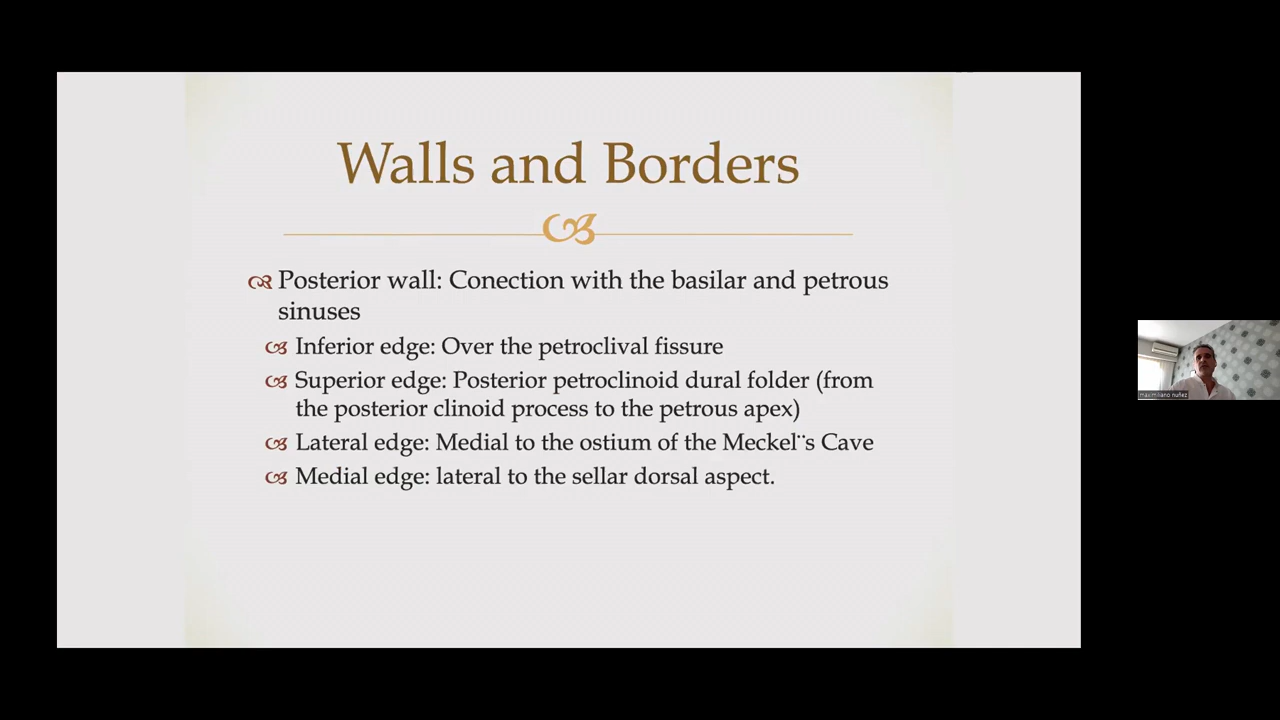 Walls and Borders
Posterior wall: Conection with the basilar and petrous
sinuses
Inferior edge: Over the petroclival fissure
Superior edge: Posterior petroclinoid dural folder (from
the posterior clinoid process to the petrous apex)
Lateral edge: Medial to the ostium of the Meckel¨s Cave
Medial edge: lateral to the sellar dorsal aspect.
maximiliano nuñez